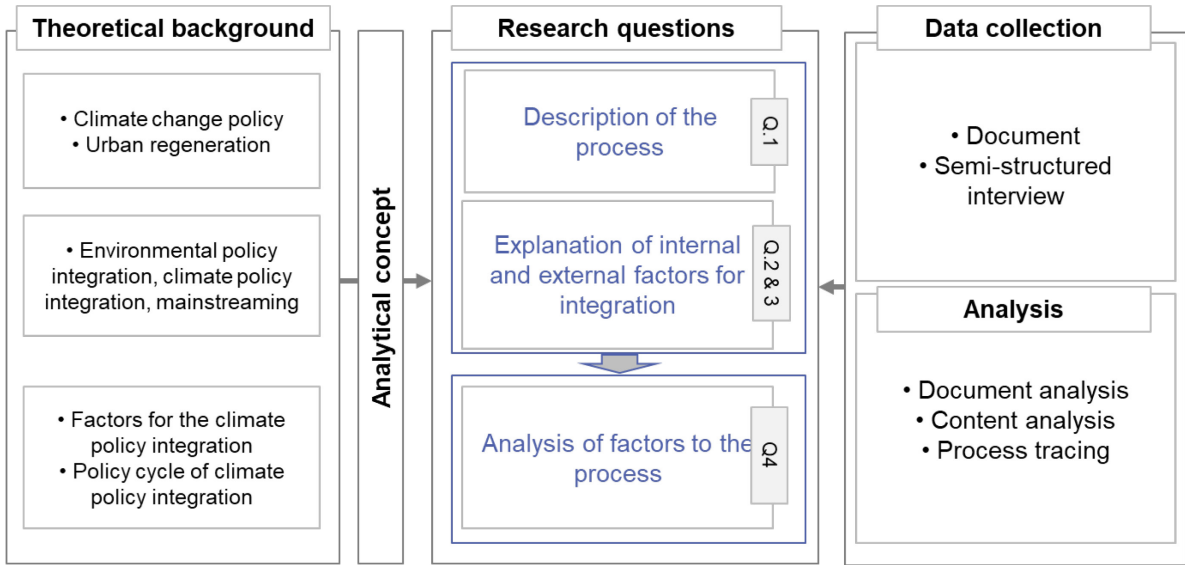 Theoretical background
• Climate change policy
• Urban regeneration
• Environmental policy
integration, climate policy
integration, mainstreaming
• Factors for the climate
policy integration
• Policy cycle of climate
policy integration
Analytical concept
Research questions
Description of the
process
Q.1
Explanation of internal
and external factors for
integration
Q.2 & 3
Analysis of factors to the
process
Q4
Data collection
• Document
• Semi-structured
interview
Analysis
• Document analysis
• Content analysis
• Process tracing